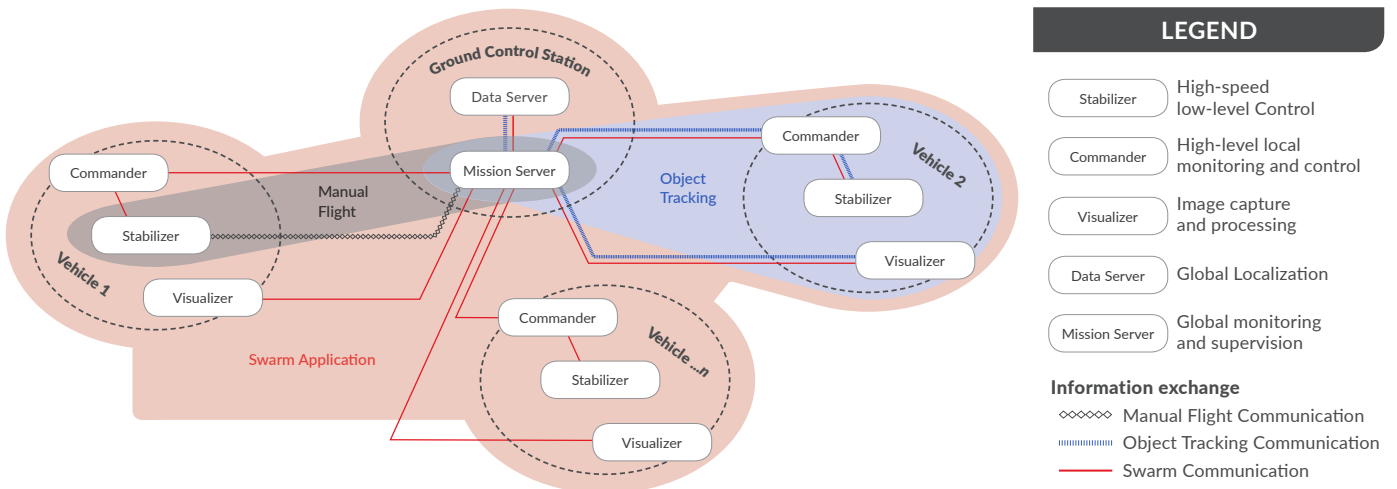 Ground Control Station
Data Server
Mission Server
Commander
Stabilizer
Visualizer
Vehicle 1
Manual
Flight
Object
Tracking
Commander
Stabilizer
Visualizer
Vehicle 2
Swarm Application
Commander
Stabilizer
Visualizer
Vehicle ...n
LEGEND
Stabilizer
High-speed
low-level Control
Commander
High-level local
monitoring and control
Visualizer
Image capture
and processing
Data Server
Global Localization
Mission Server
Global monitoring
and supervision
Information exchange
Manual Flight Communication
Object Tracking Communication
Swarm Communication